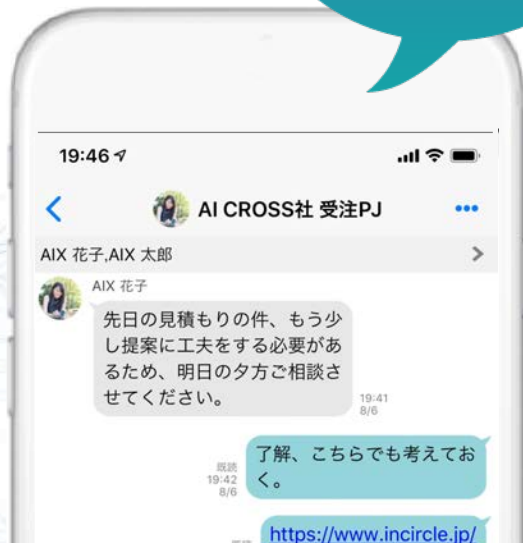 19:46
AI CROSS社 受注PJ
AIX 花子,AIX 太郎
AIX 花子
先日の見積もりの件、もう少
し提案に工夫をする必要があ
るため、明日の夕方ご相談さ
せてください。
19:41
8/6
了解、こちらでも考えてお
く。
既読
19:42
8/6
https://www.incircle.jp/